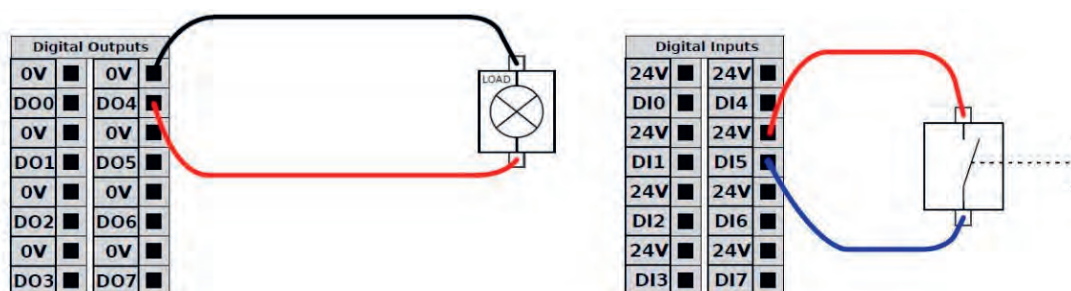 Digital Outputs
0V 0V
DO0 DO4
0V 0V
DO1 DO5
0V 0V
DO2 DO6
0V 0V
DO3 DO7
LOAD
Digital Inputs
24V 24V
DI0 DI4
24V 24V
DI1 DI5
24V 24V
DI2 DI6
24V 24V
DI3 DI7